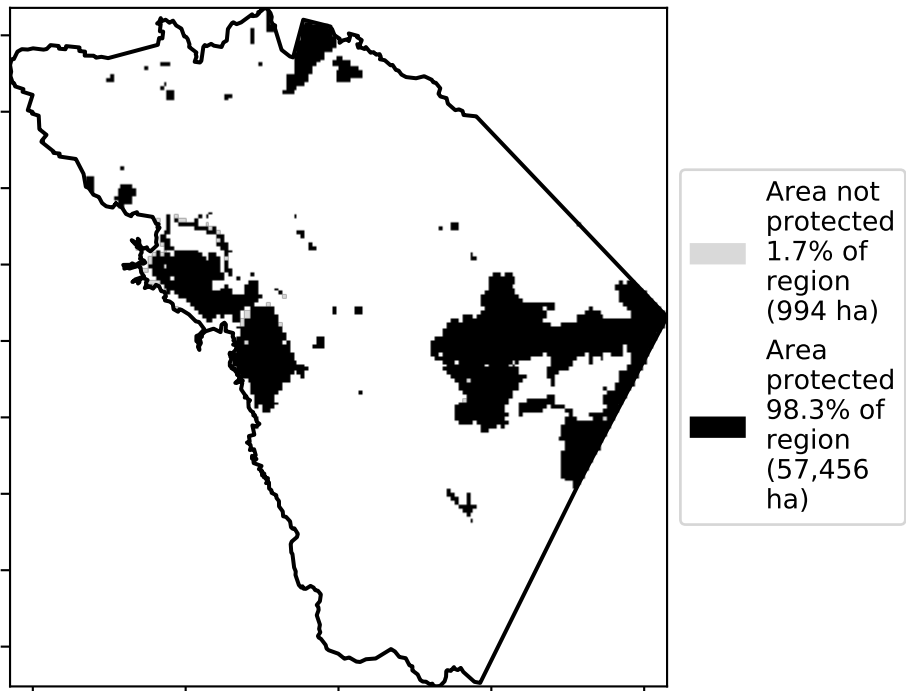 Area not
protected
1.7% of
region
(994 ha)
Area
protected
98.3% of
region
(57,456
ha)